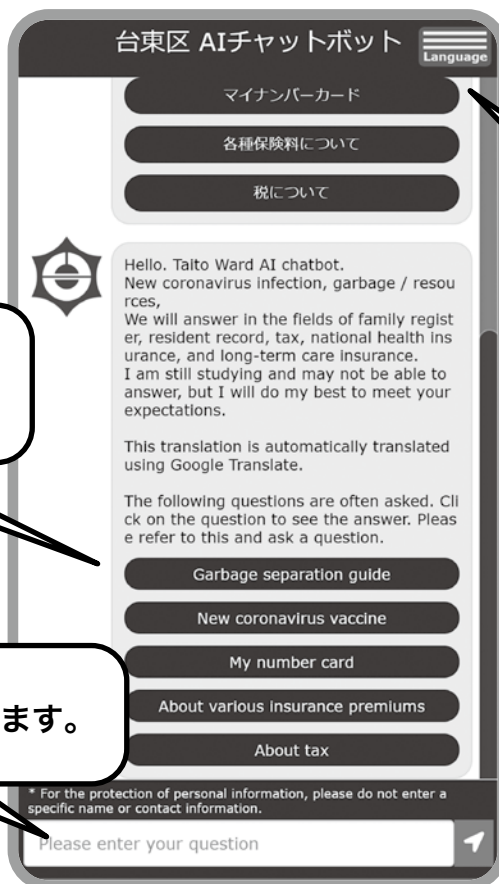 台東区 AIチャットボット
Language
マイナンバーカード
各種保険料について
税について
Hello. Taito Ward AI chatbot.
New coronavirus infection, garbage / resou
rces,
We will answer in the fields of family regist
er, resident record, tax, national health ins
urance, and long-term care insurance.
I am still studying and may not be able to
answer, but I will do my best to meet your
expectations.
This translation is automatically translated
using Google Translate.
The following questions are often asked. Cli
ck on the question to see the answer. Pleas
e refer to this and ask a question.
Garbage separation guide
New coronavirus vaccine
My number card
ます。
About various insurance premiums
About tax
* For the protection of personal information, please do not enter a
specific name or contact information.
Please enter your question